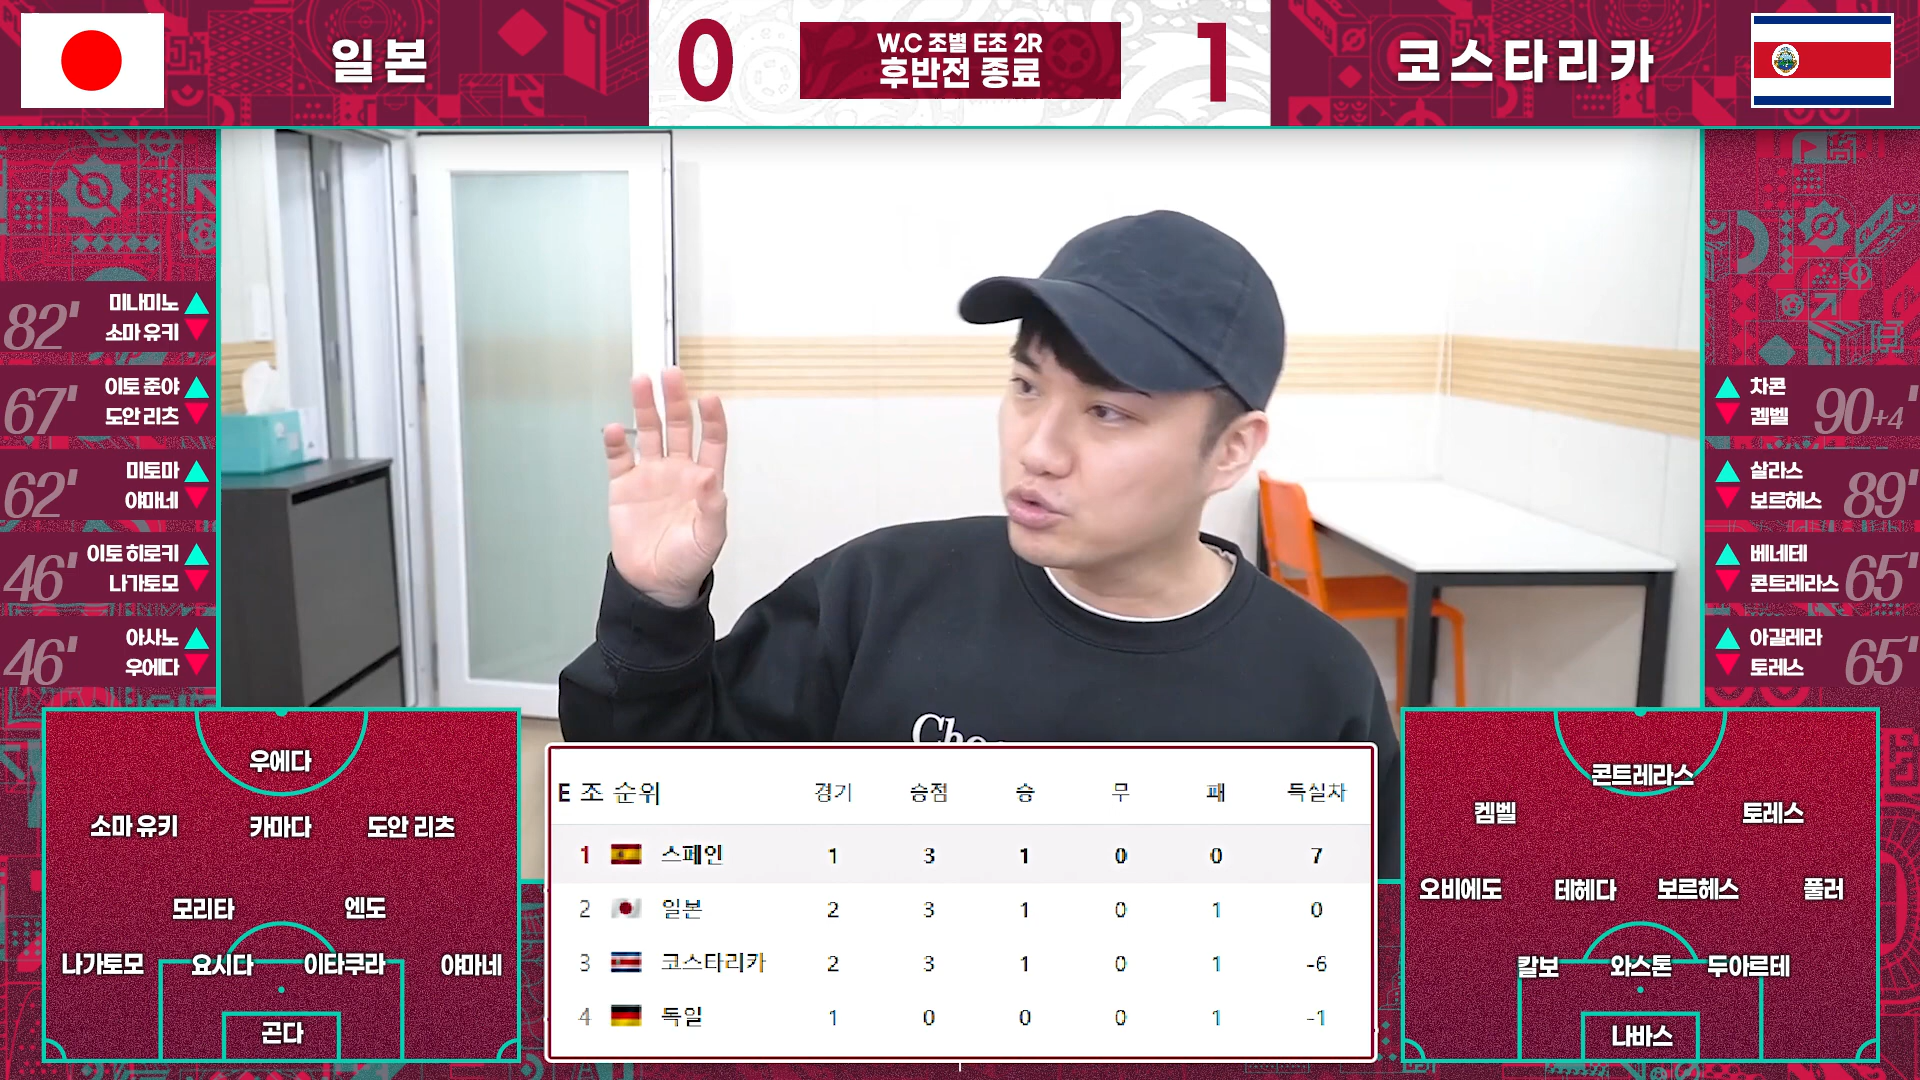 일본
0
W.C 조별 E조 2R
후반전 종료
1
코스타리카
82'
미나미노
소마 유키
67'
이토 준야
도안 리츠
62'
미토마
야마네
46'
이토 히로키
나가토모
46'
아사노
우에다
차콘
켐벨
90+4'
살라스
보르헤스
89'
베네테
콘트레라스
65'
아길레라
토레스
65'
Choo
우에다
소마 유키 카마다 도안 리츠
모리타 엔도
나가토모 요시다 이타쿠라 야마네
곤다
E 조 순위 경기 승점 승 무 패 득실차
1 스페인 1 3 1 0 0 7
2 일본 2 3 1 0 1 0
3 코스타리카 2 3 1 0 1 -6
4 독일 1 0 0 0 1 -1
콘트레라스
켐벨 토레스
오비에도 테헤다 보르헤스 풀러
칼보 와스톤 두아르테
나바스